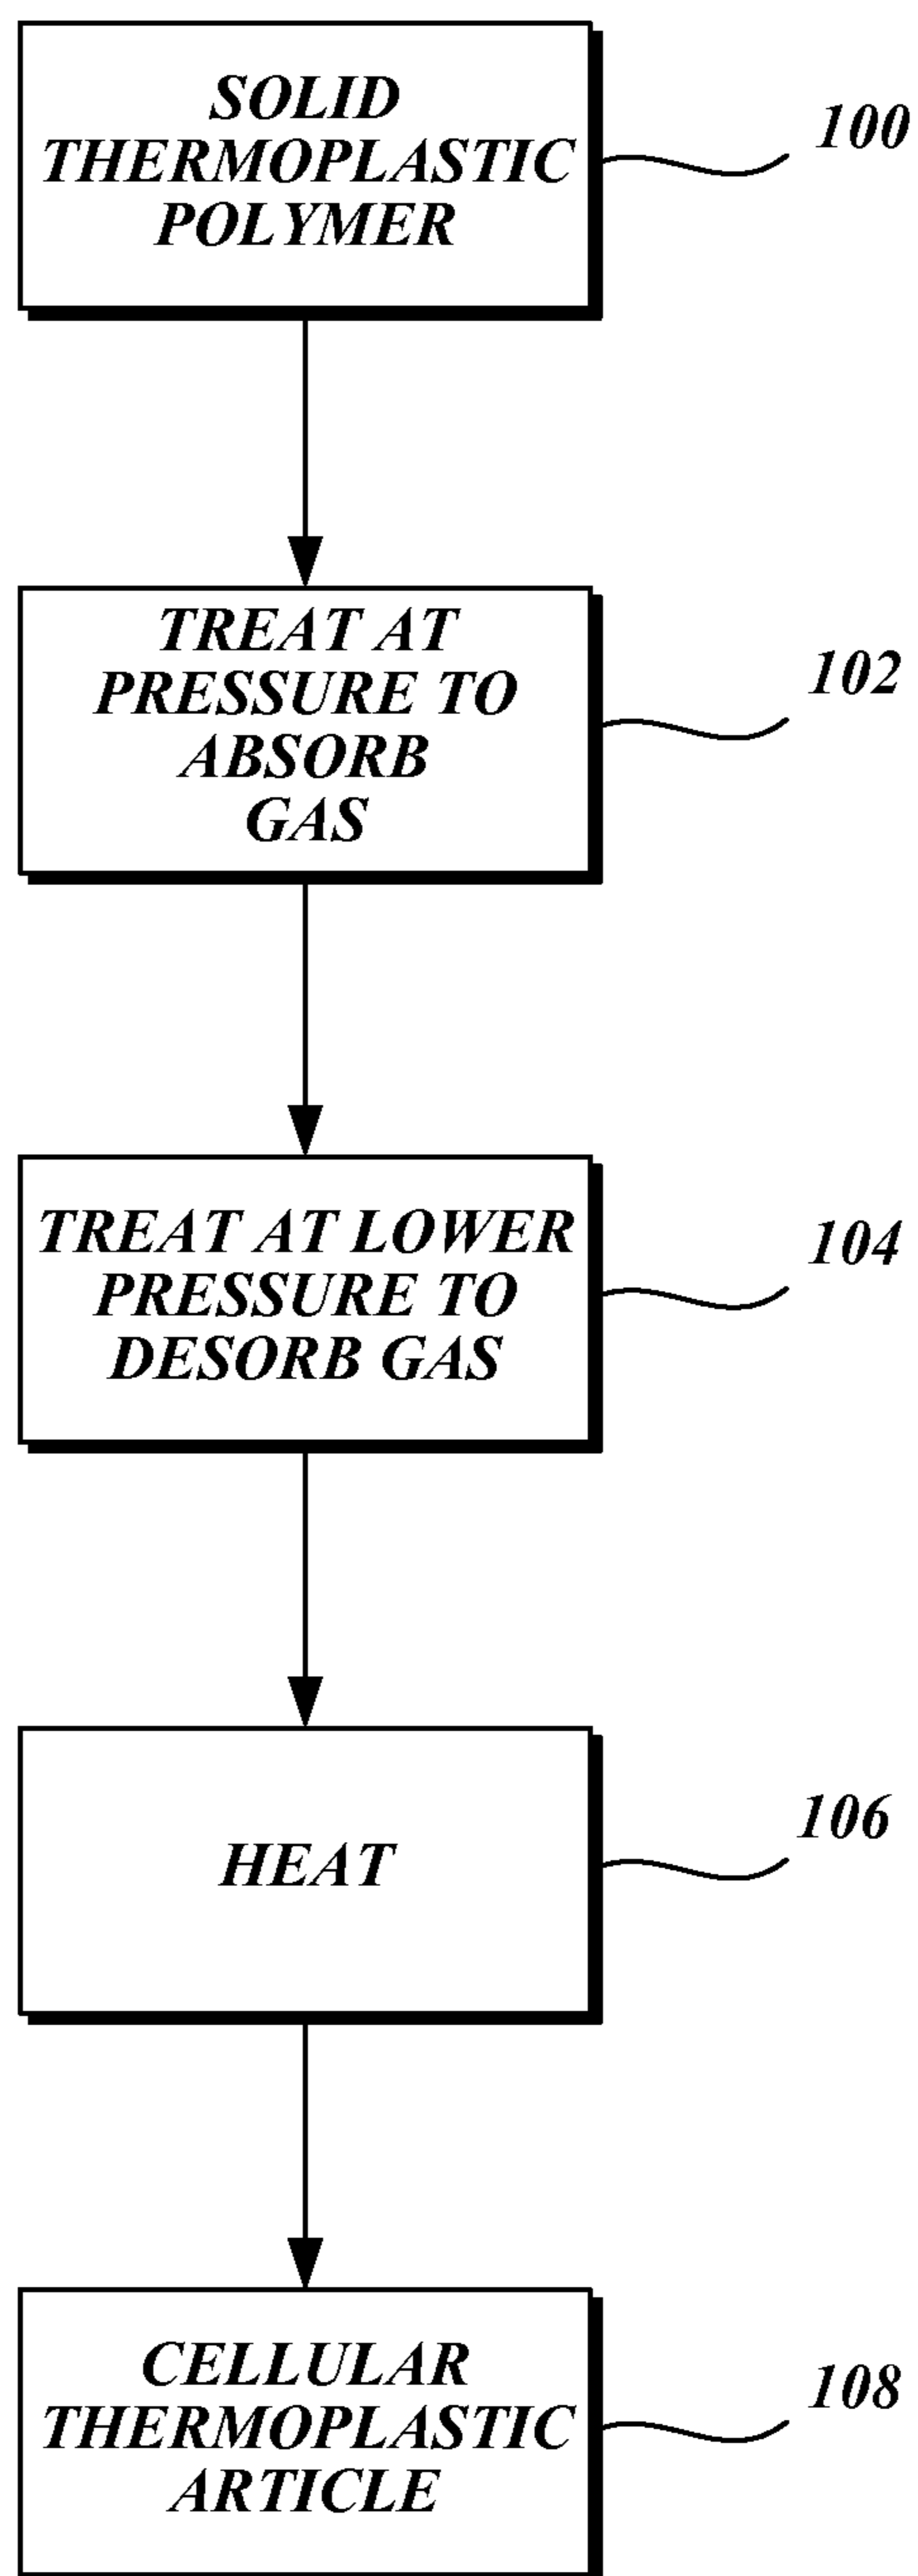 SOLID
THERMOPLASTIC
POLYMER
100
TREAT AT
PRESSURE TO
ABSORB
GAS
102
TREAT AT LOWER
PRESSURE TO
DESORB GAS
104
HEAT
106
CELLULAR
THERMOPLASTIC
ARTICLE
108